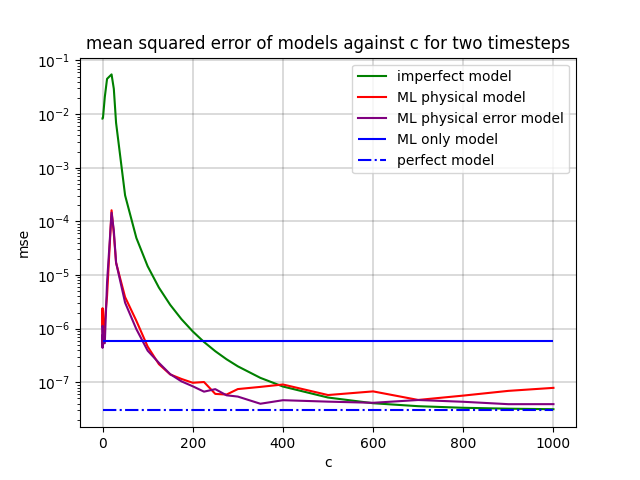 mean squared error of models against c for two timesteps
imperfect model
ML physical model
ML physical error model
ML only model
perfect model
mse
10⁻¹
10⁻²
10⁻³
10⁻⁴
10⁻⁵
10⁻⁶
10⁻⁷
0 200 400 600 800 1000
c